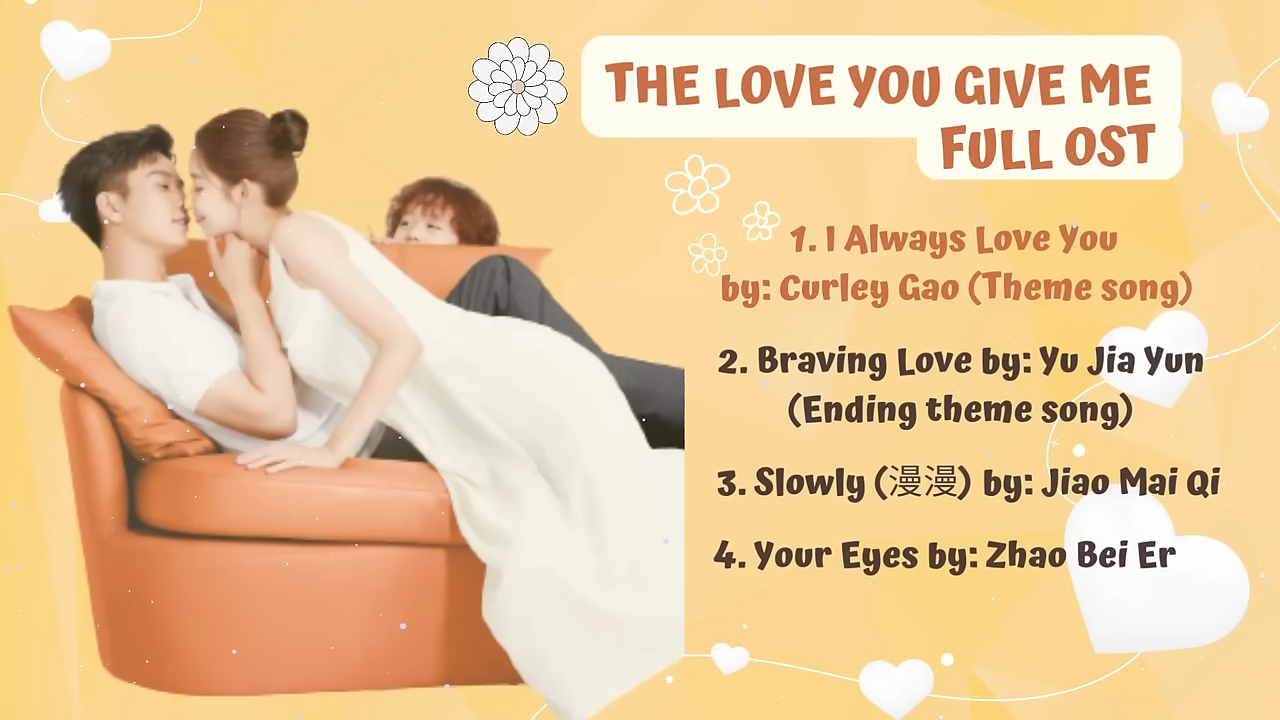 THE LOVE YOU GIVE ME
FULL OST
1. I Always Love You
by: Curley Gao (Theme song)
2. Braving Love by: Yu Jia Yun
(Ending theme song)
3. Slowly (漫漫) by: Jiao Mai Qi
4. Your Eyes by: Zhao Bei Er